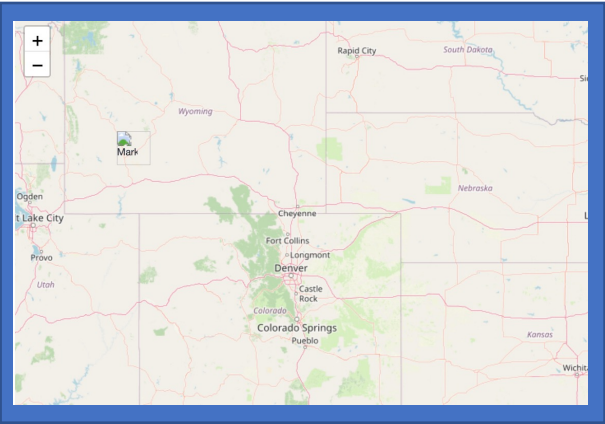 +
−
Rapid City
South Dakota
Wyoming
Mark
Nebraska
Ogden
t Lake City
Cheyenne
Provo
Fort Collins
Longmont
Denver
Utah
Castle
Rock
Colorado
Colorado Springs
Pueblo
Kansas
Wichit